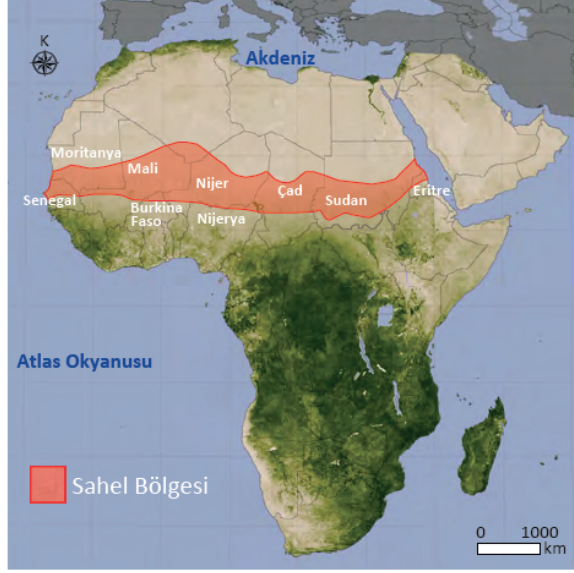 K
Akdeniz
Moritanya
Mali
Nijer
Çad
Sudan
Eritre
Senegal
Burkina
Faso
Nijerya
Atlas Okyanusu
Sahel Bölgesi
0 1000
km